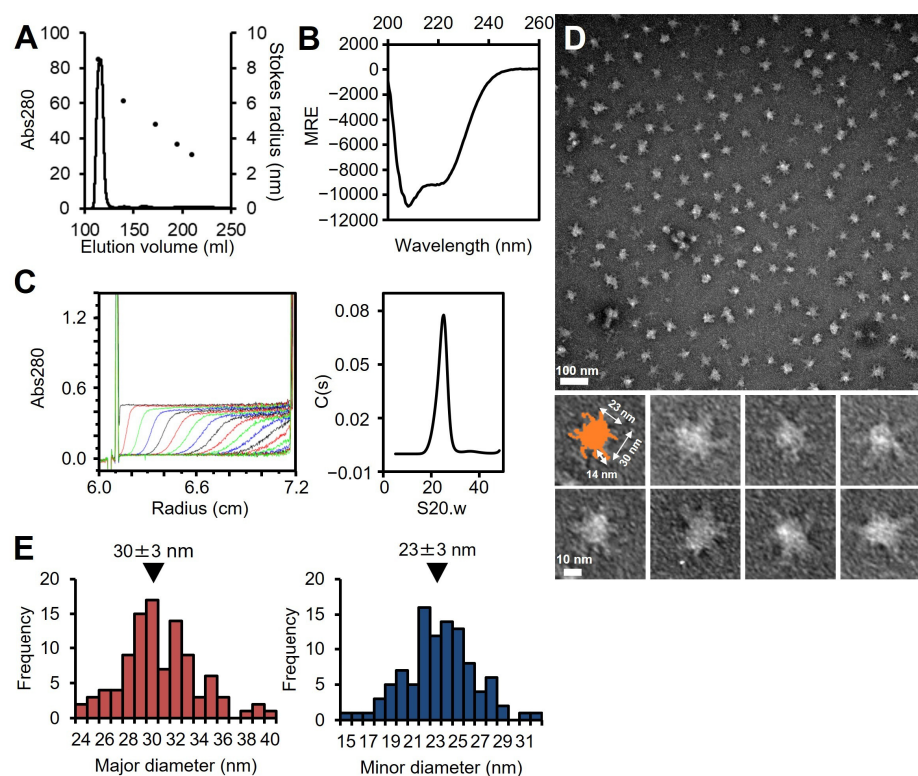 A
100
80
60
40
20
0
Abs280
10
8
6
4
2
0
Stokes radius (nm)
100 150 200 250
Elution volume (ml)
B
200 220 240 260
2000
0
−2000
−4000
−6000
−8000
−10000
−12000
MRE
Wavelength (nm)
C
1.2
0.6
0.0
Abs280
6.0 6.6 7.2
Radius (cm)
0.08
0.05
0.02
−0.01
C(s)
0 20 40
S20.w
D
100 nm
23 nm
30 nm
14 nm
10 nm
E
30±3 nm
20
15
10
5
0
Frequency
24 26 28 30 32 34 36 38 40
Major diameter (nm)
23±3 nm
20
15
10
5
0
Frequency
15 17 19 21 23 25 27 29 31
Minor diameter (nm)